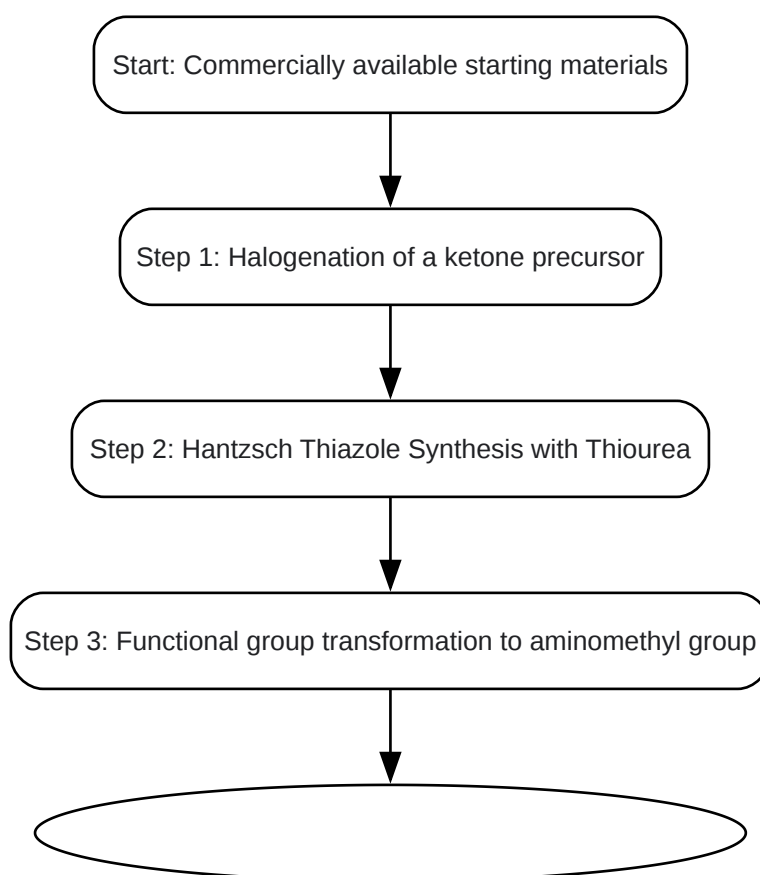 Start: Commercially available starting materials
Step 1: Halogenation of a ketone precursor
Step 2: Hantzsch Thiazole Synthesis with Thiourea
Step 3: Functional group transformation to aminomethyl group